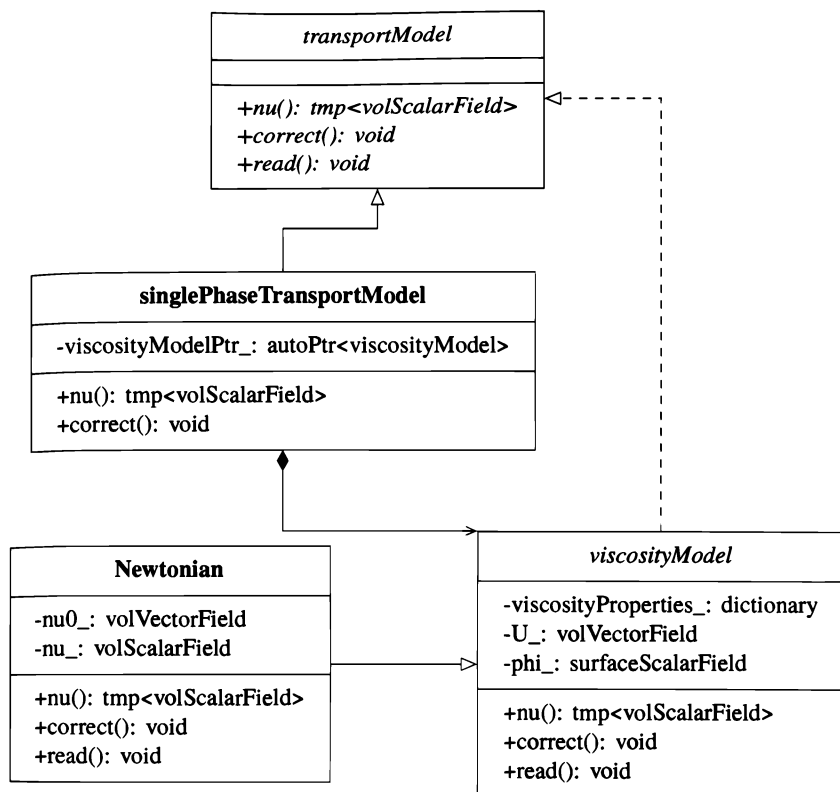 transportModel
+nu(): tmp<volScalarField>
+correct(): void
+read(): void
singlePhaseTransportModel
-viscosityModelPtr_: autoPtr<viscosityModel>
+nu(): tmp<volScalarField>
+correct(): void
Newtonian
-nu0_: volVectorField
-nu_: volScalarField
+nu(): tmp<volScalarField>
+correct(): void
+read(): void
viscosityModel
-viscosityProperties_: dictionary
-U_: volVectorField
-phi_: surfaceScalarField
+nu(): tmp<volScalarField>
+correct(): void
+read(): void